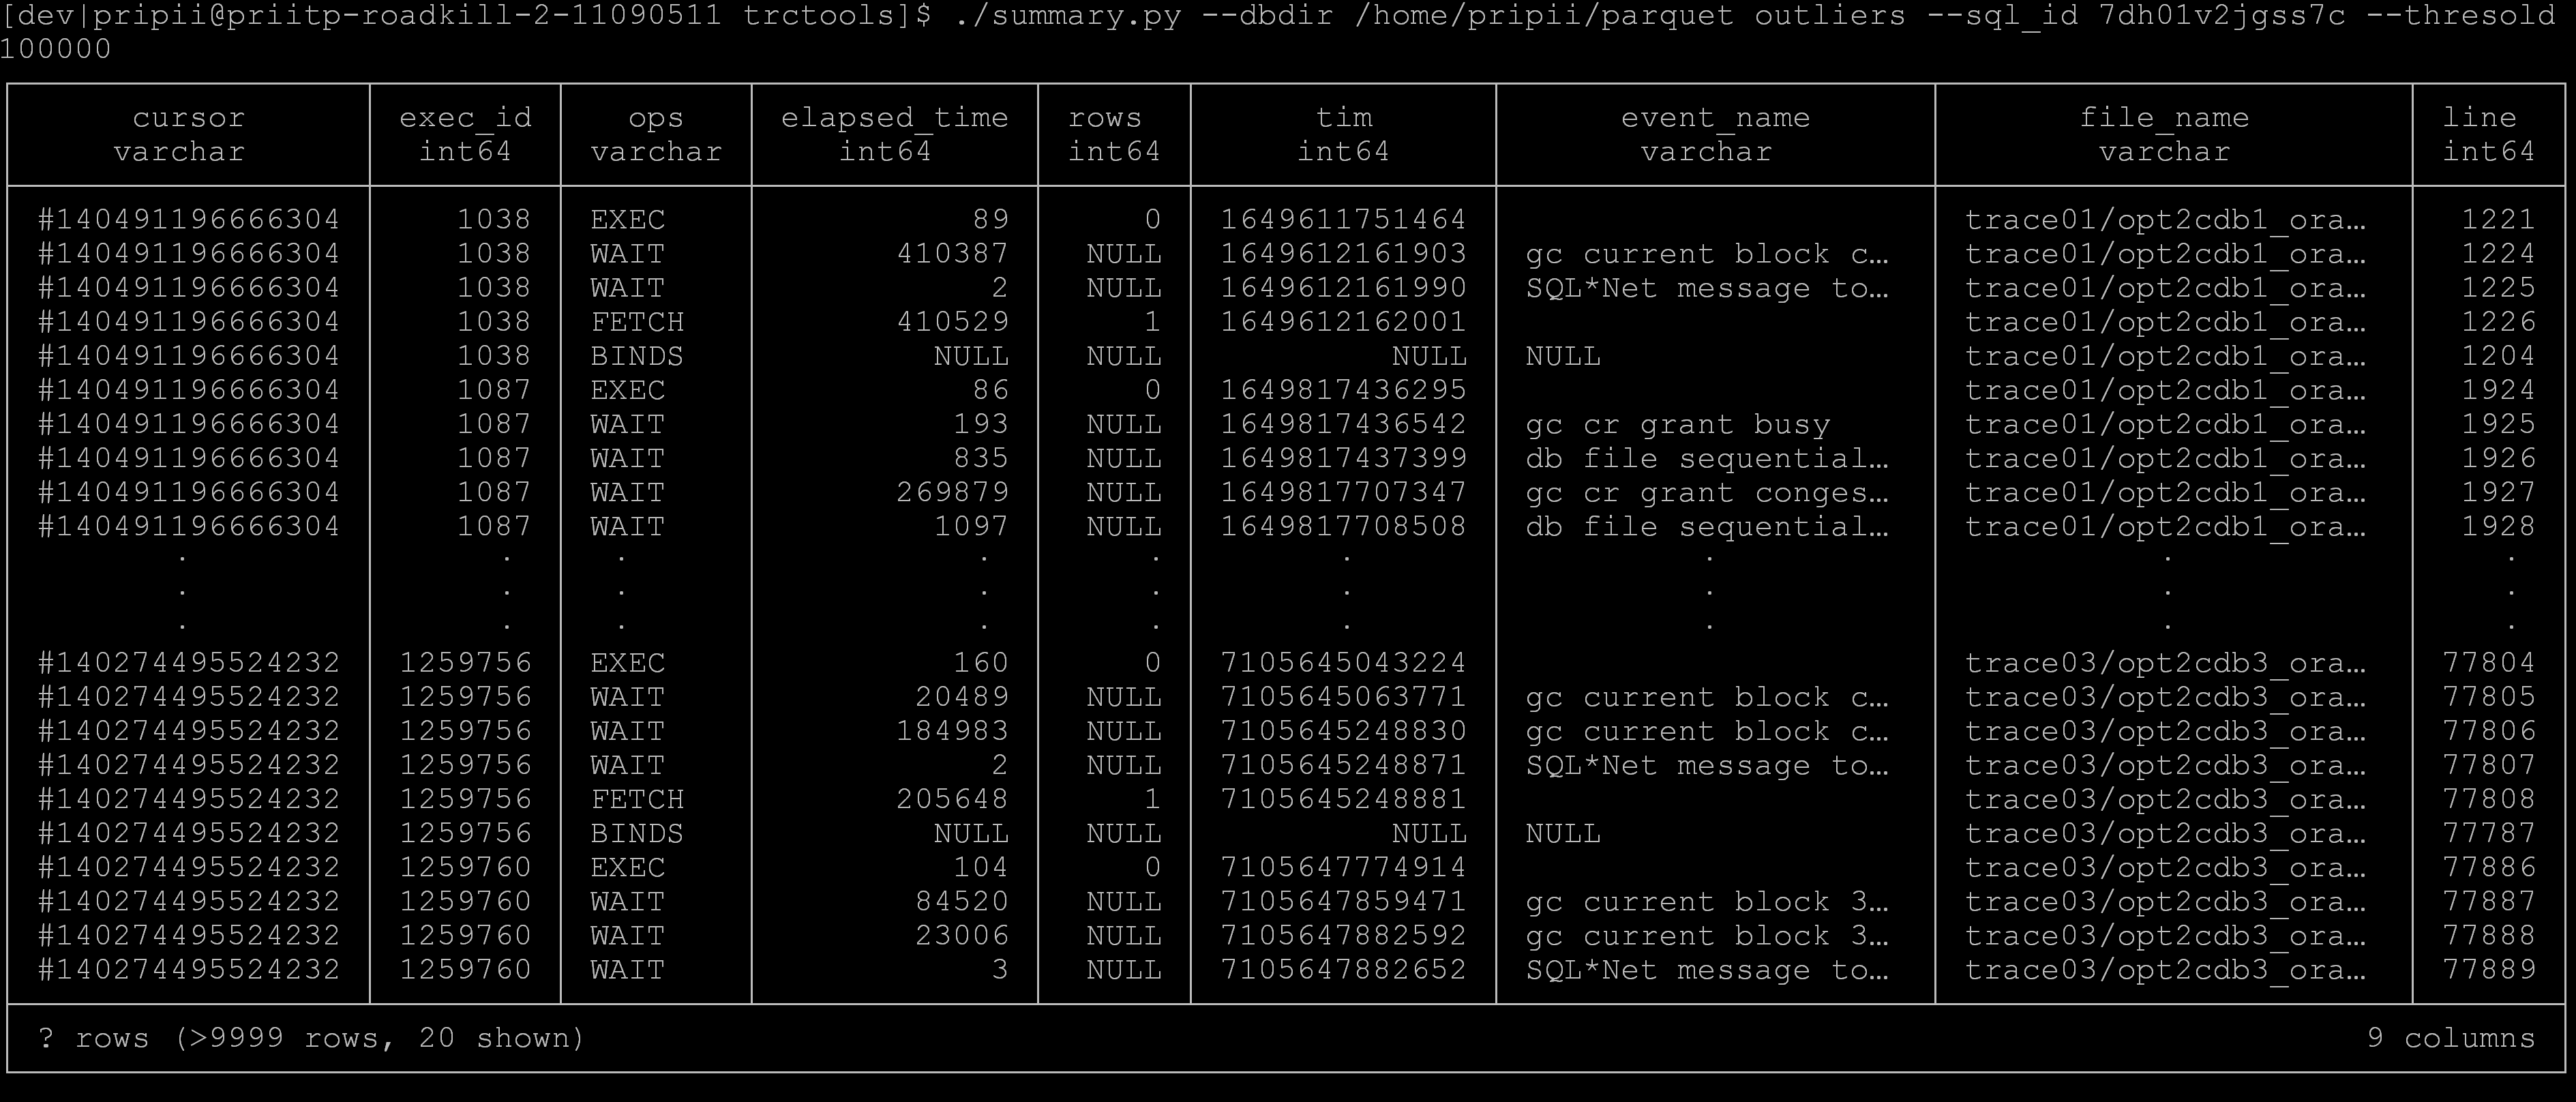 [dev|pripii@priitp-roadkill-2-11090511 trctools]$ ./summary.py --dbdir /home/pripii/parquet outliers --sql_id 7dh01v2jgss7c --thresold
100000
cursor exec_id ops elapsed_time rows tim event_name file_name line
varchar int64 varchar int64 int64 int64 varchar varchar int64
#140491196666304 1038 EXEC 89 0 1649611751464 trace01/opt2cdb1_ora… 1221
#140491196666304 1038 WAIT 410387 NULL 1649612161903 gc current block c… trace01/opt2cdb1_ora… 1224
#140491196666304 1038 WAIT 2 NULL 1649612161990 SQL*Net message to… trace01/opt2cdb1_ora… 1225
#140491196666304 1038 FETCH 410529 1 1649612162001 trace01/opt2cdb1_ora… 1226
#140491196666304 1038 BINDS NULL NULL NULL NULL trace01/opt2cdb1_ora… 1204
#140491196666304 1087 EXEC 86 0 1649817436295 trace01/opt2cdb1_ora… 1924
#140491196666304 1087 WAIT 193 NULL 1649817436542 gc cr grant busy trace01/opt2cdb1_ora… 1925
#140491196666304 1087 WAIT 835 NULL 1649817437399 db file sequential… trace01/opt2cdb1_ora… 1926
#140491196666304 1087 WAIT 269879 NULL 1649817707347 gc cr grant conges… trace01/opt2cdb1_ora… 1927
#140491196666304 1087 WAIT 1097 NULL 1649817708508 db file sequential… trace01/opt2cdb1_ora… 1928
· · · · · · · · ·
· · · · · · · · ·
· · · · · · · · ·
#140274495524232 1259756 EXEC 160 0 7105645043224 trace03/opt2cdb3_ora… 77804
#140274495524232 1259756 WAIT 20489 NULL 7105645063771 gc current block c… trace03/opt2cdb3_ora… 77805
#140274495524232 1259756 WAIT 184983 NULL 7105645248830 gc current block c… trace03/opt2cdb3_ora… 77806
#140274495524232 1259756 WAIT 2 NULL 7105645248871 SQL*Net message to… trace03/opt2cdb3_ora… 77807
#140274495524232 1259756 FETCH 205648 1 7105645248881 trace03/opt2cdb3_ora… 77808
#140274495524232 1259756 BINDS NULL NULL NULL NULL trace03/opt2cdb3_ora… 77787
#140274495524232 1259760 EXEC 104 0 7105647774914 trace03/opt2cdb3_ora… 77886
#140274495524232 1259760 WAIT 84520 NULL 7105647859471 gc current block 3… trace03/opt2cdb3_ora… 77887
#140274495524232 1259760 WAIT 23006 NULL 7105647882592 gc current block 3… trace03/opt2cdb3_ora… 77888
#140274495524232 1259760 WAIT 3 NULL 7105647882652 SQL*Net message to… trace03/opt2cdb3_ora… 77889
? rows (>9999 rows, 20 shown) 9 columns